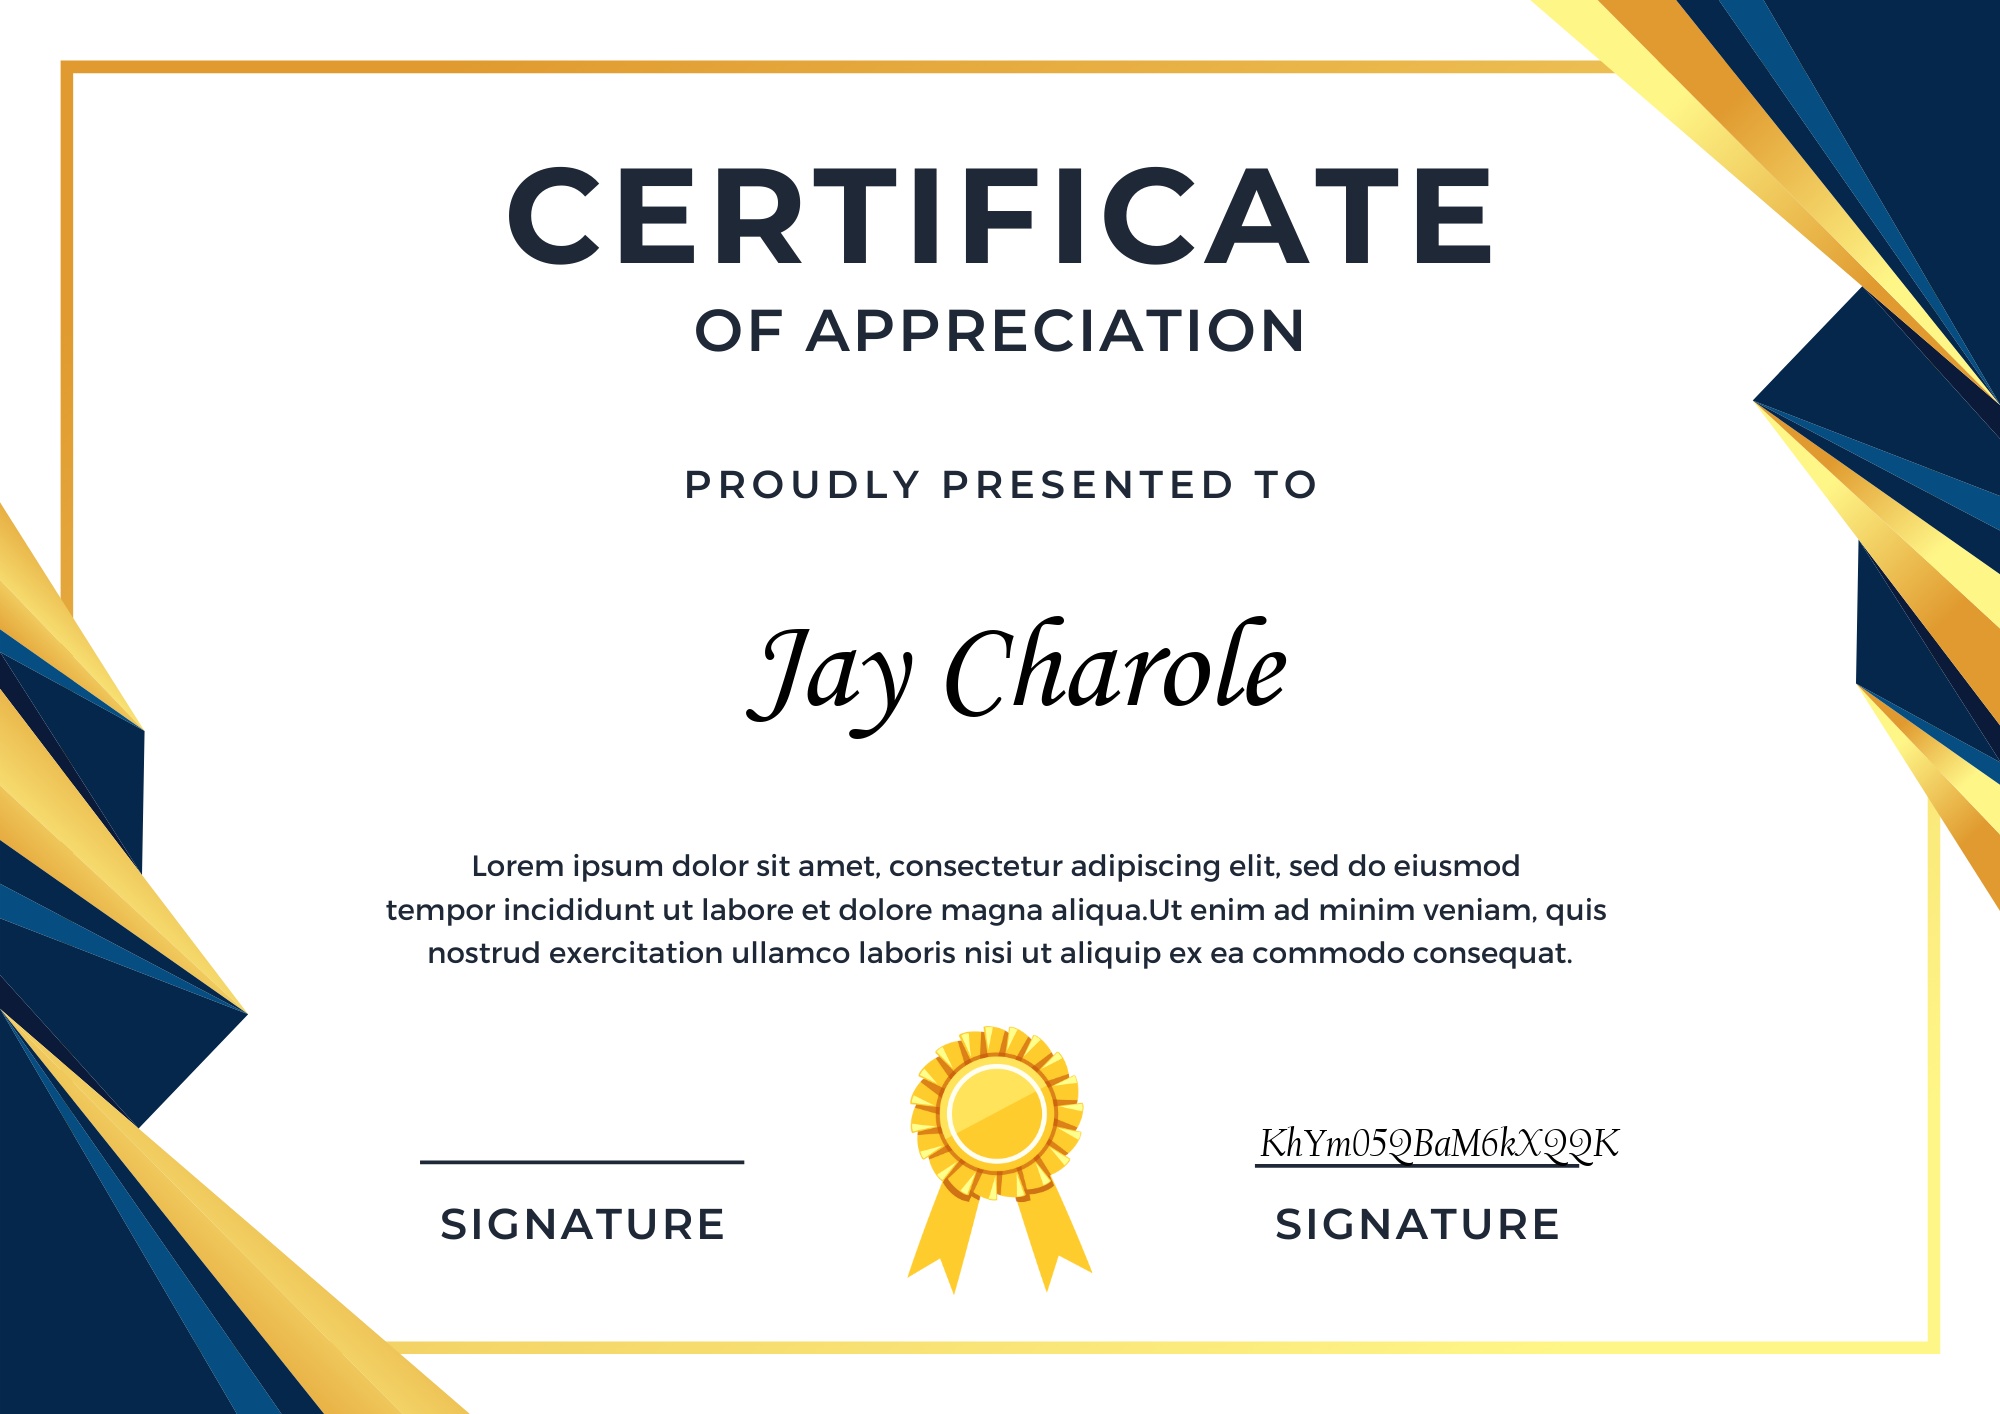 CERTIFICATE
OF APPRECIATION
PROUDLY PRESENTED TO
Jay Charole
Lorem ipsum dolor sit amet, consectetur adipiscing elit, sed do eiusmod
tempor incididunt ut labore et dolore magna aliqua.Ut enim ad minim veniam, quis
nostrud exercitation ullamco laboris nisi ut aliquip ex ea commodo consequat.
KhYm05QBaM6kXQQK
SIGNATURE SIGNATURE